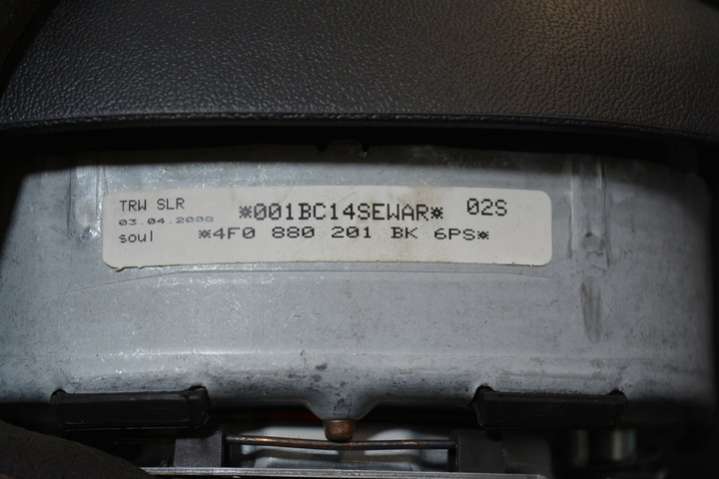 TRW SLR *001BC14SEWAR* 02S
03.04.2008
soul *4F0 880 201 BK 6PS*